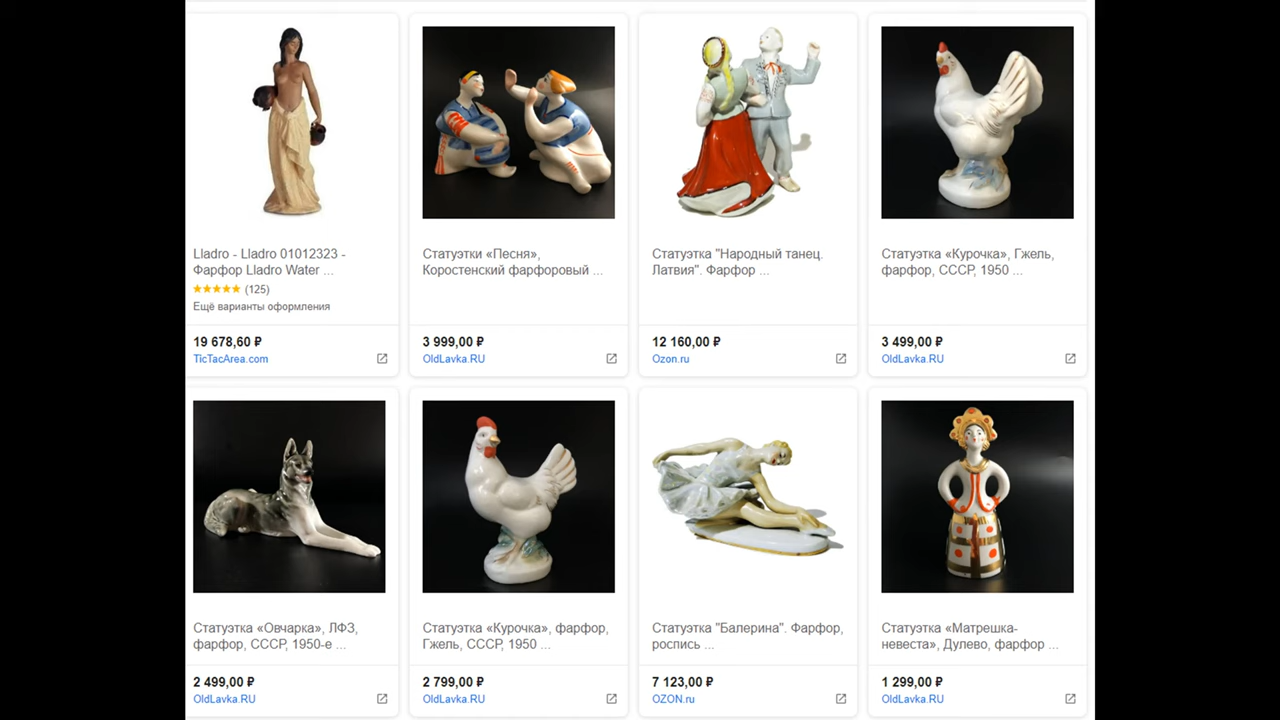 Lladro - Lladro 01012323 -
Фарфор Lladro Water ...
(125)
Ещё варианты оформления
19 678,60 ₽
TicTacArea.com
Статуэтки «Песня»,
Коростенский фарфоровый ...
3 999,00 ₽
OldLavka.RU
Статуэтка "Народный танец.
Латвия". Фарфор ...
12 160,00 ₽
Ozon.ru
Статуэтка «Курочка», Гжель,
фарфор, СССР, 1950 ...
3 499,00 ₽
OldLavka.RU
Статуэтка «Овчарка», ЛФЗ,
фарфор, СССР, 1950-е ...
2 499,00 ₽
OldLavka.RU
Статуэтка «Курочка», фарфор,
Гжель, СССР, 1950 ...
2 799,00 ₽
OldLavka.RU
Статуэтка "Балерина". Фарфор,
роспись ...
7 123,00 ₽
OZON.ru
Статуэтка «Матрешка-
невеста», Дулево, фарфор ...
1 299,00 ₽
OldLavka.RU